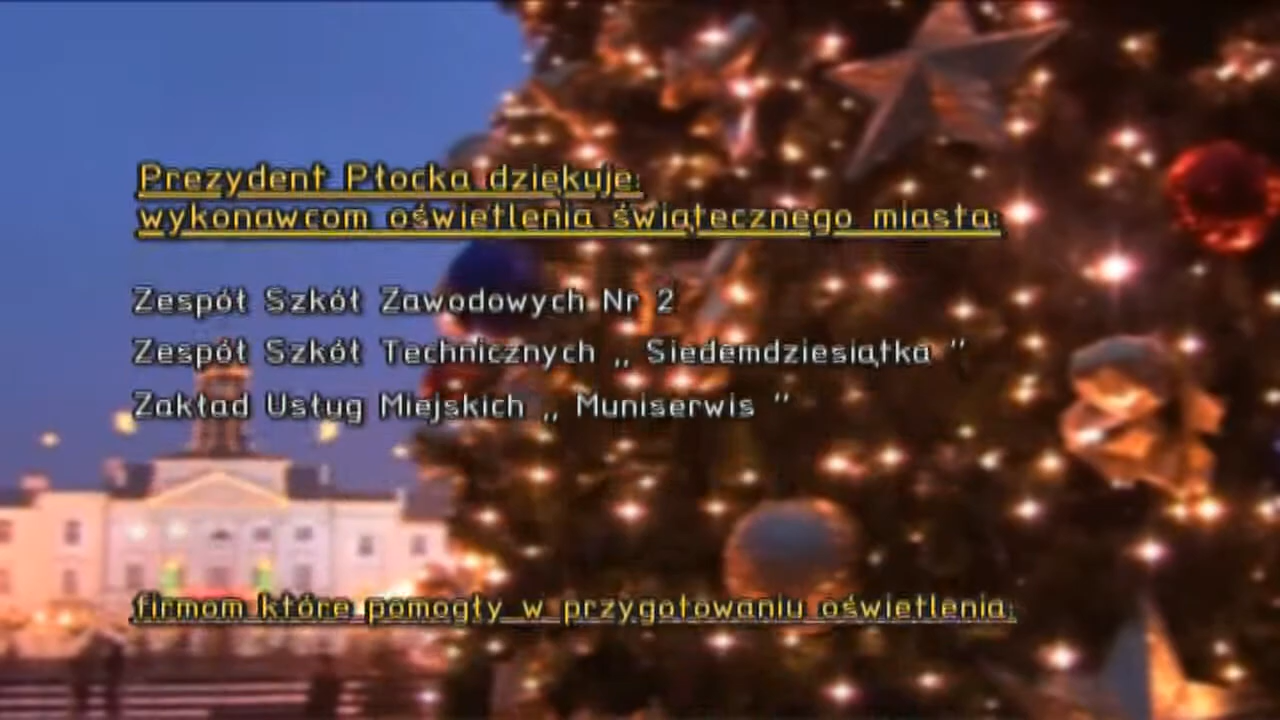 Prezydent Płocka dziękuje:
wykonawcom oświetlenia świątecznego miasta:
Zespół Szkół Zawodowych Nr 2
Zespół Szkół Technicznych ,, Siedemdziesiątka ”
Zakład Usług Miejskich ,, Muniserwis ”
firmom które pomogły w przygotowaniu oświetlenia: